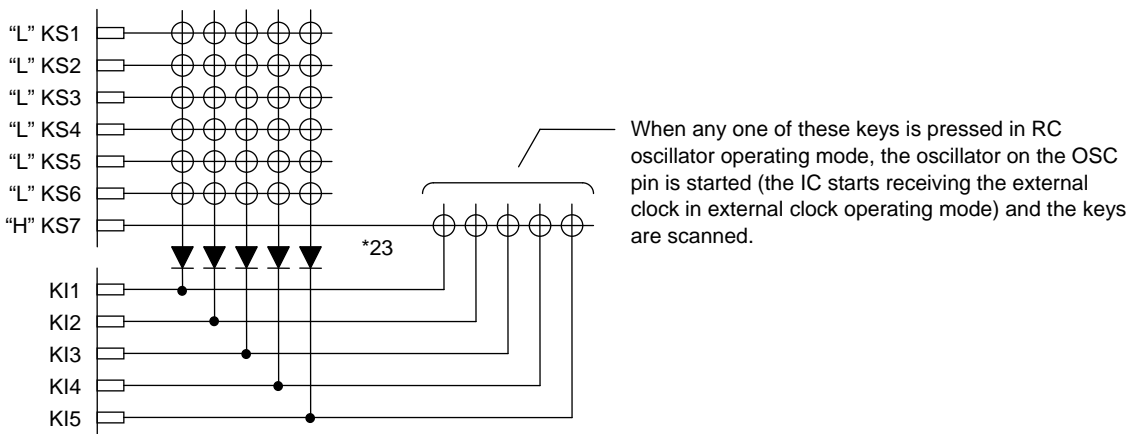 “L” KS1
“L” KS2
“L” KS3
“L” KS4
“L” KS5
“L” KS6
“H” KS7
*23
KI1
KI2
KI3
KI4
KI5
When any one of these keys is pressed in RC
oscillator operating mode, the oscillator on the OSC
pin is started (the IC starts receiving the external
clock in external clock operating mode) and the keys
are scanned.